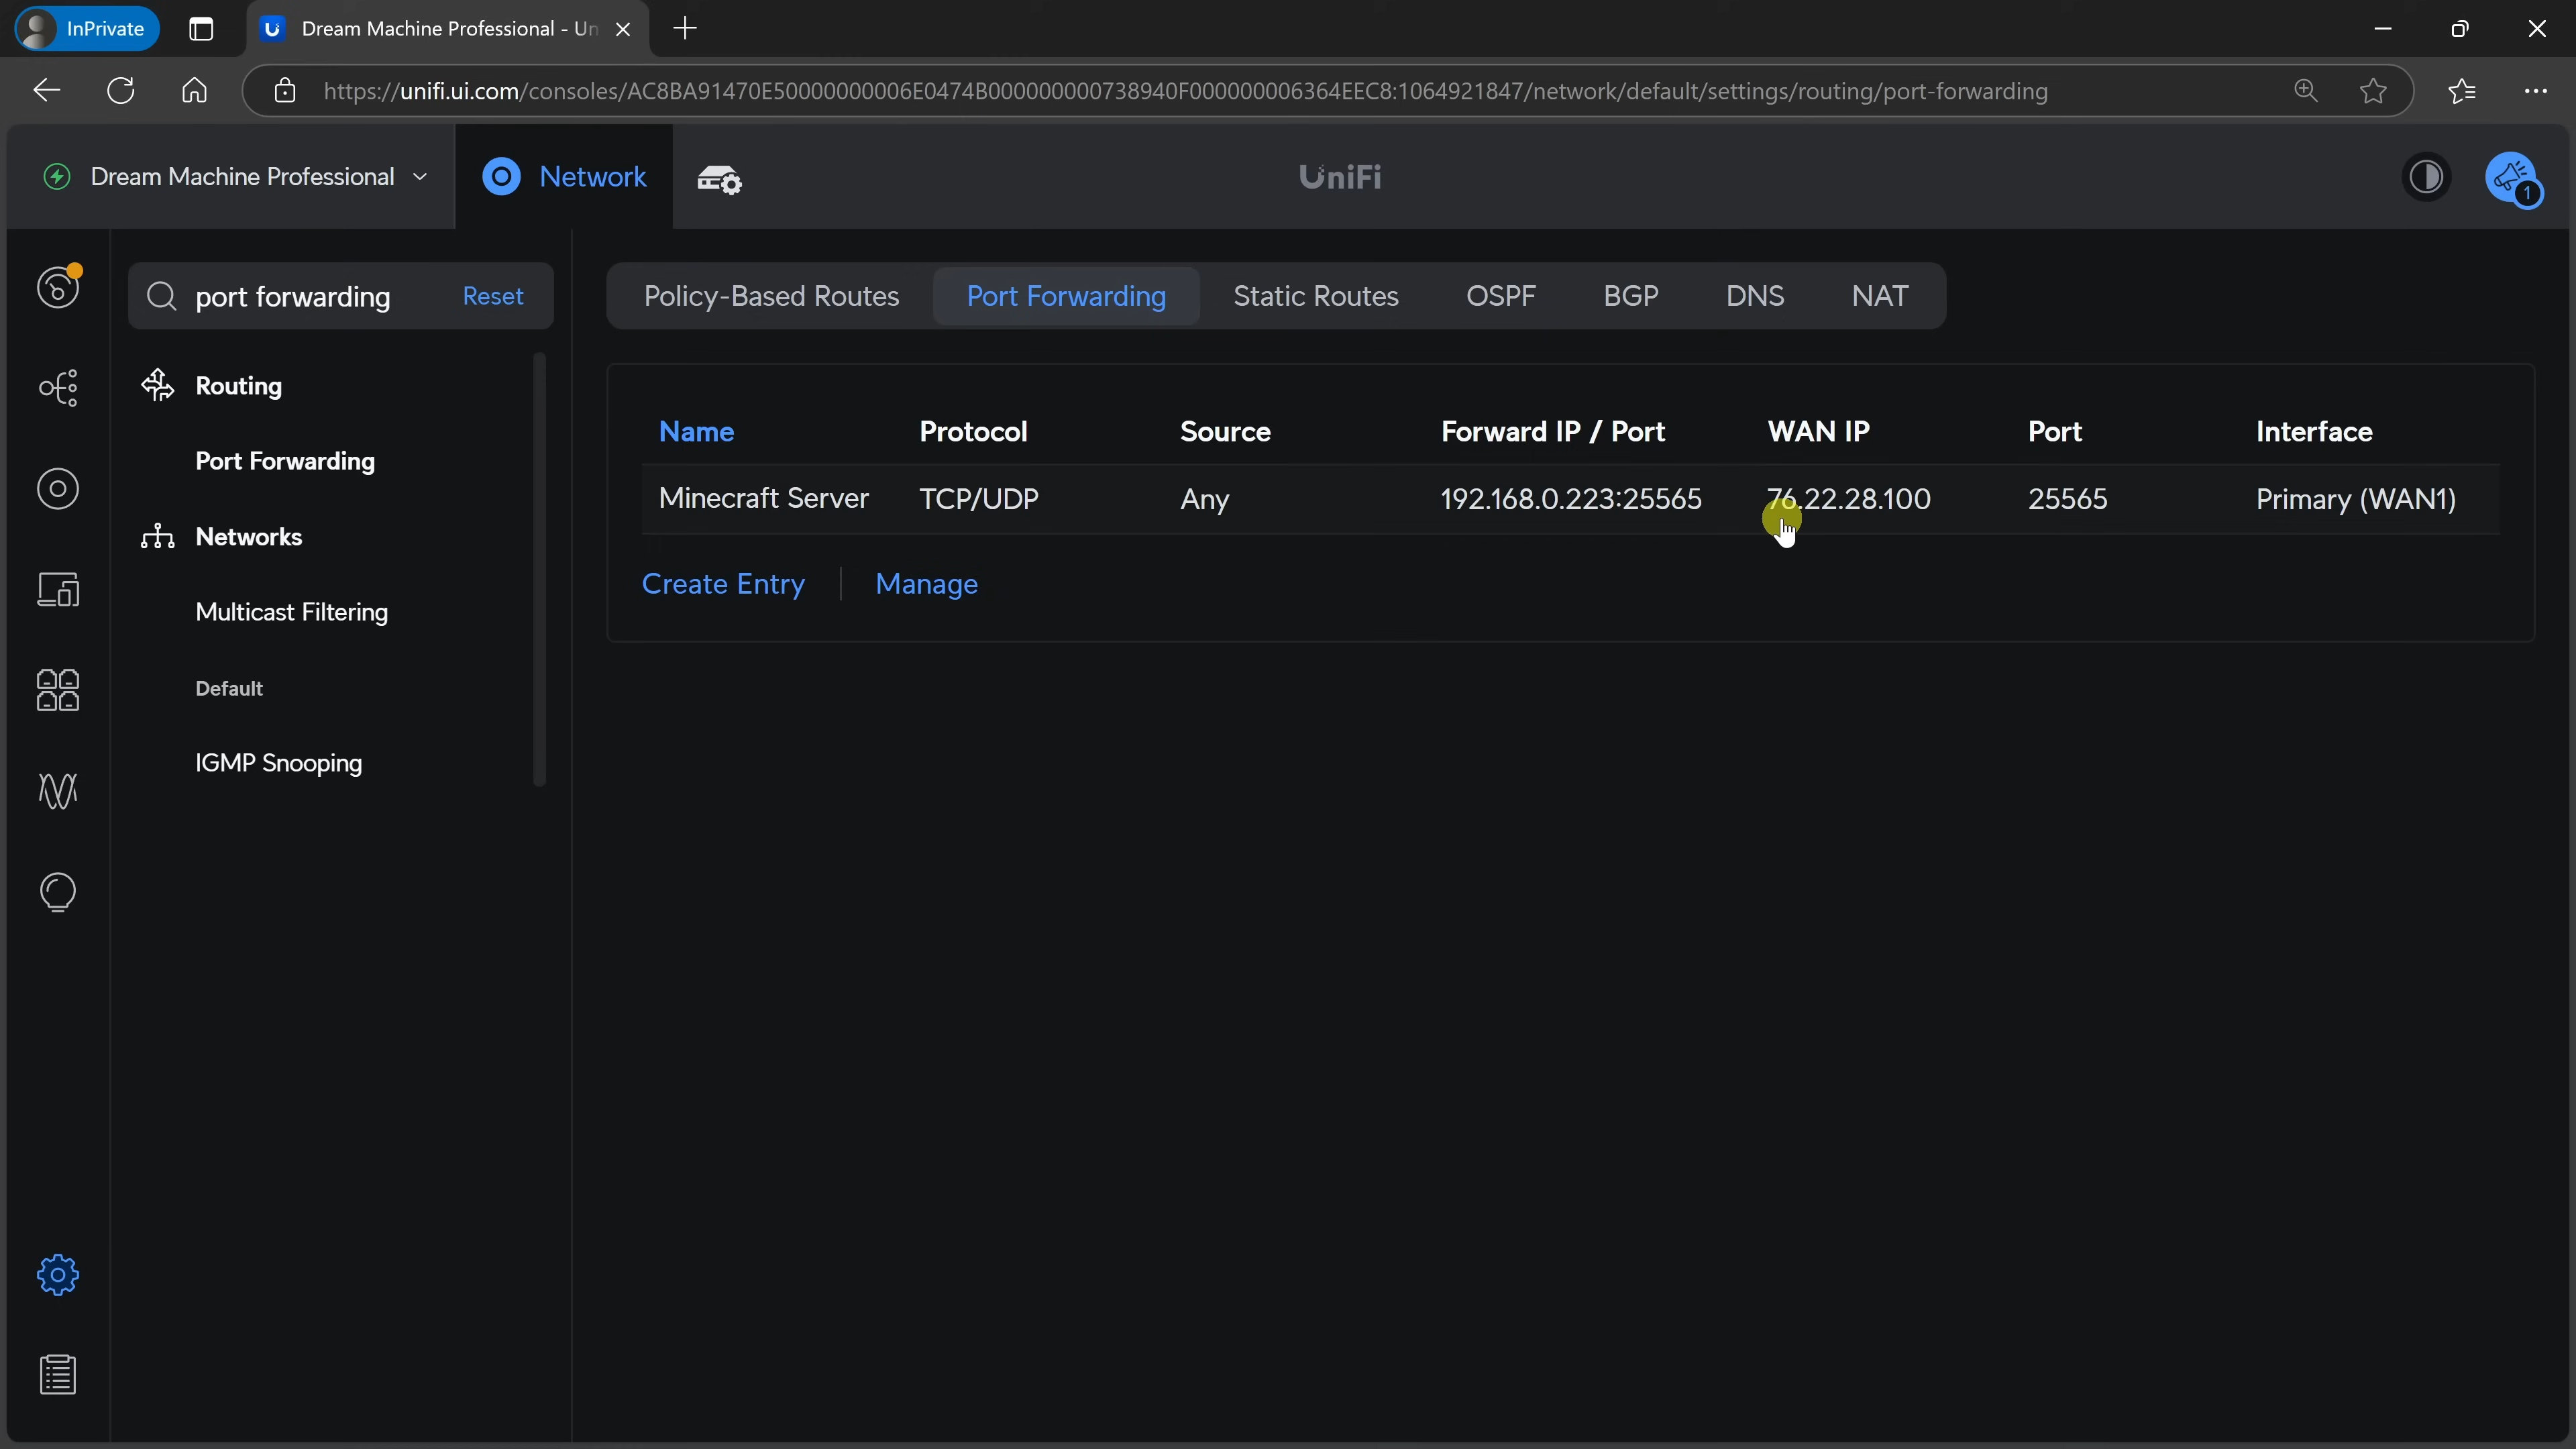 InPrivate
Dream Machine Professional - Un
https://unifi.ui.com/consoles/AC8BA91470E50000000006E0474B000000000738940F000000006364EEC8:1064921847/network/default/settings/routing/port-forwarding
Dream Machine Professional
Network
UniFi
1
port forwarding Reset
Policy-Based Routes Port Forwarding Static Routes OSPF BGP DNS NAT
Routing
Port Forwarding
Networks
Multicast Filtering
Default
IGMP Snooping
Name Protocol Source Forward IP / Port WAN IP Port Interface
Minecraft Server TCP/UDP Any 192.168.0.223:25565 76.22.28.100 25565 Primary (WAN1)
Create Entry Manage